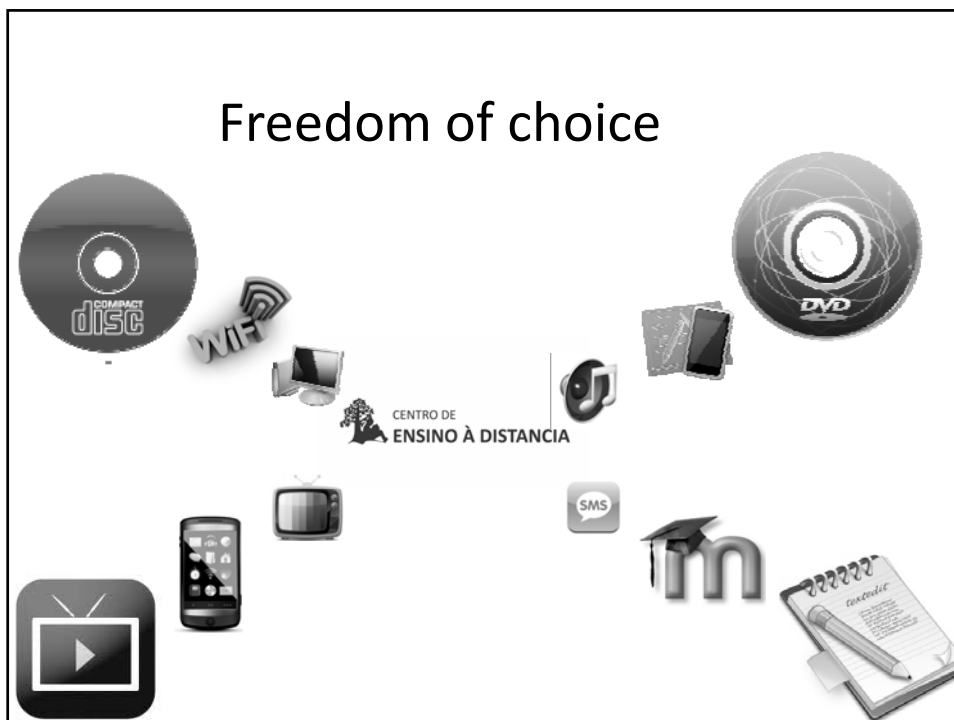 Freedom of choice
COMPACT
disc
DVD
WiFi
CENTRO DE
ENSINO À DISTANCIA
SMS
m
textedit